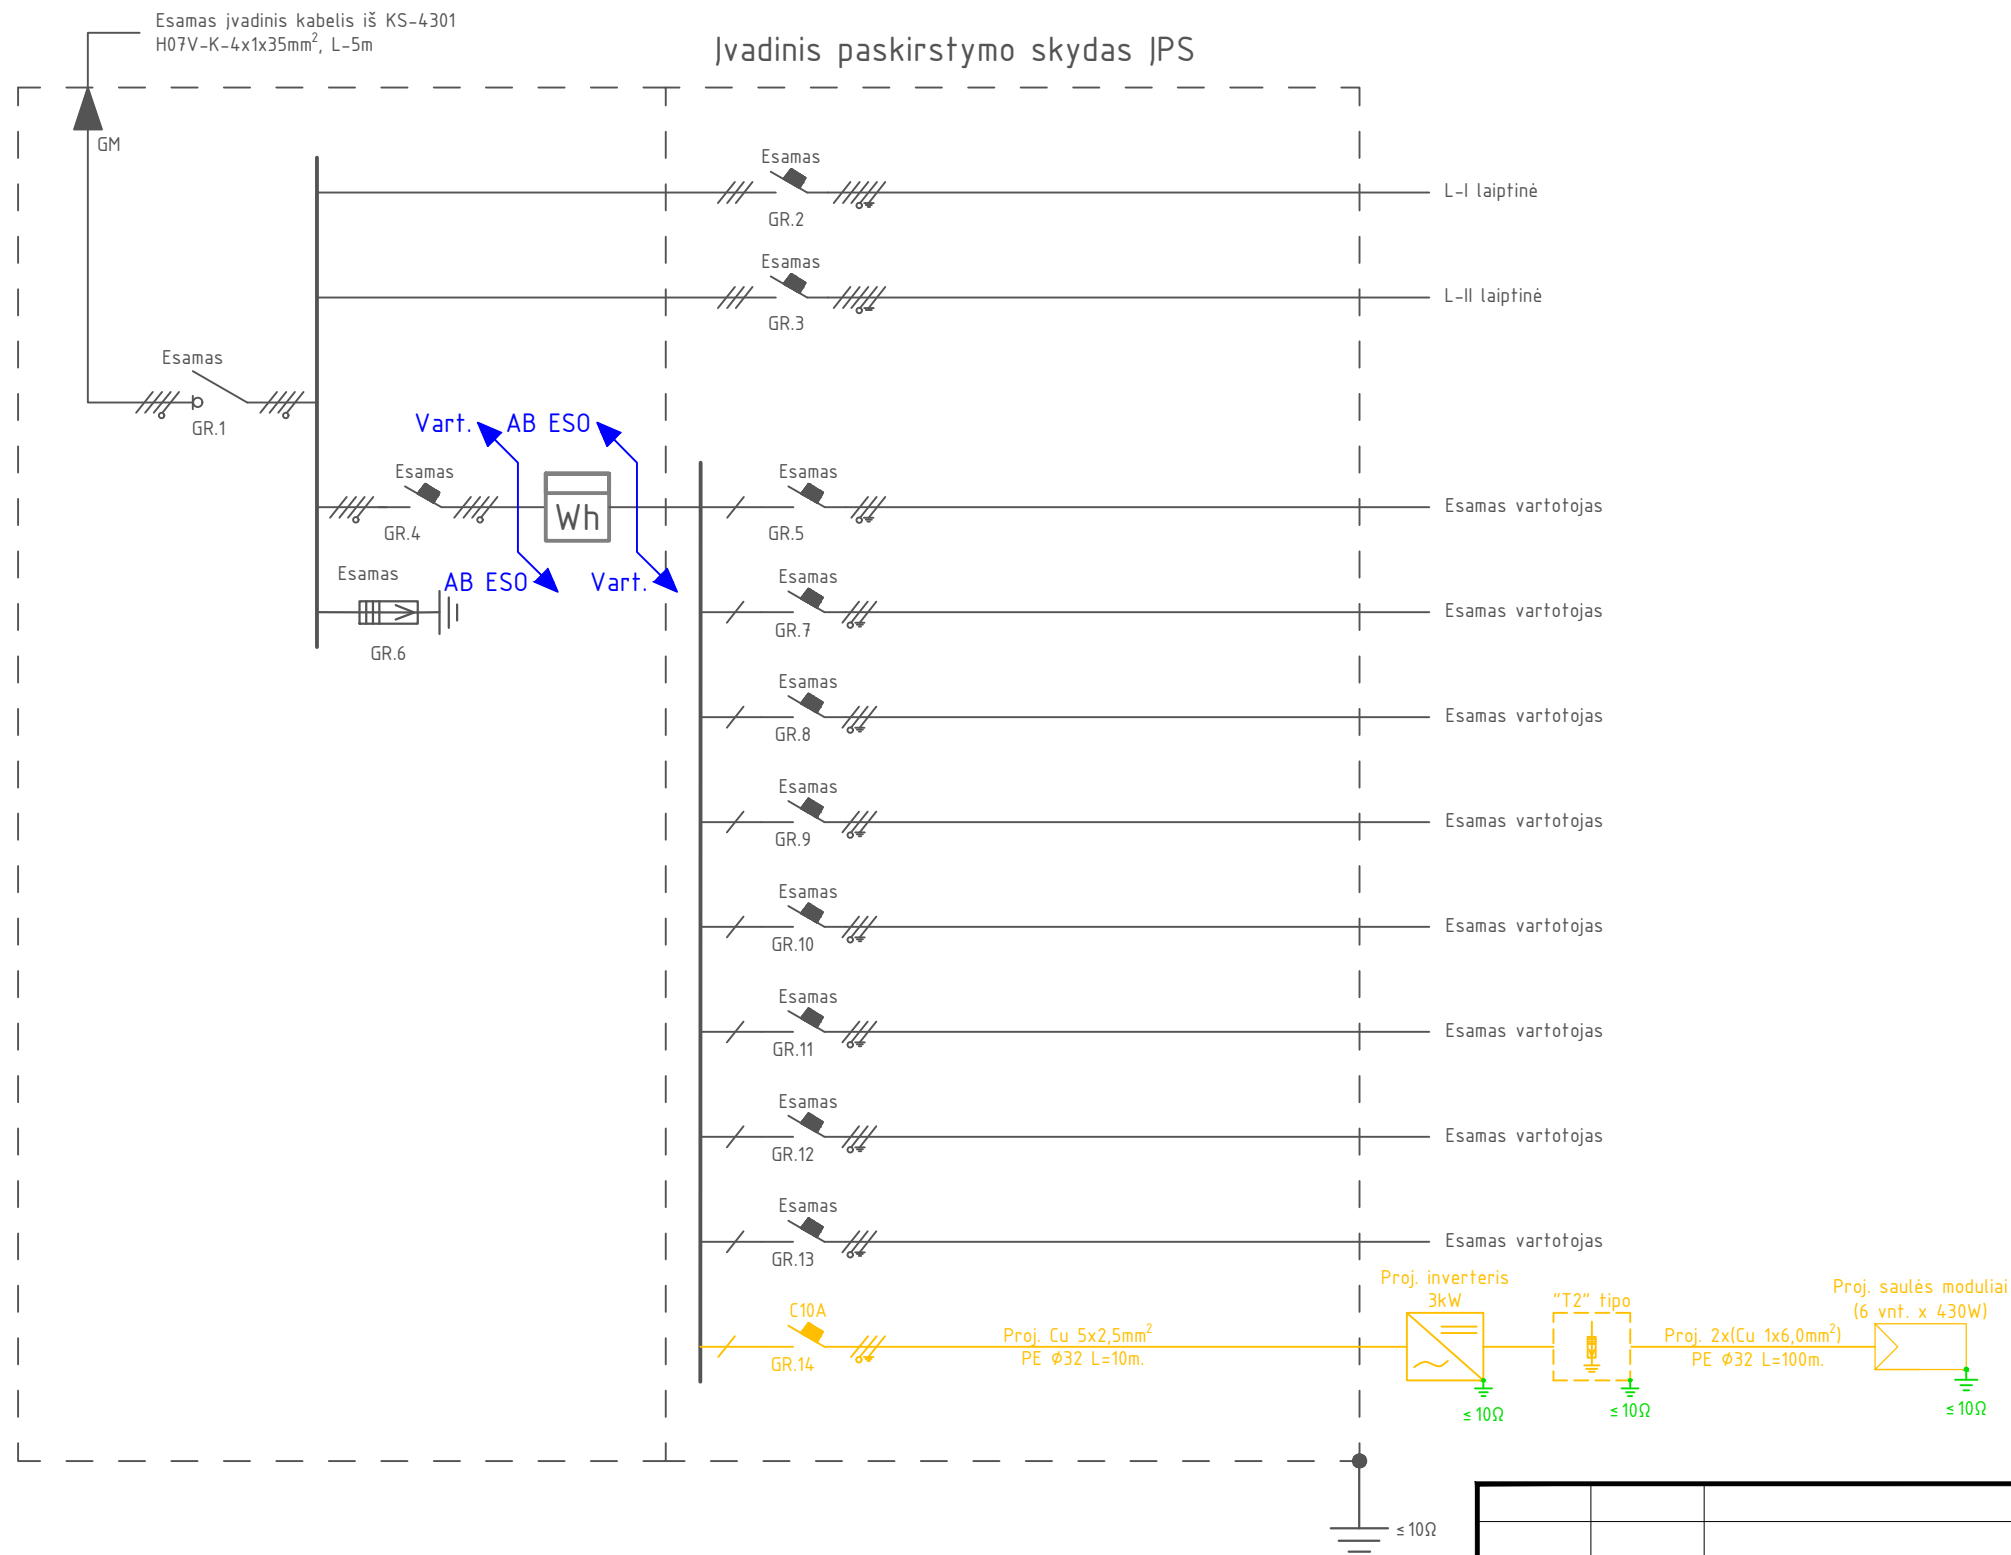 Esamas įvadinis kabelis iš KS-4301
H07V-K-4x1x35mm², L-5m
Įvadinis paskirstymo skydas ĮPS
GM
Esamas
GR.2
L-I laiptinė
Esamas
GR.3
L-II laiptinė
Esamas
GR.1
Vart.
AB ESO
Esamas
GR.4
Wh
AB ESO
Vart.
Esamas
GR.6
Esamas
GR.5
Esamas vartotojas
Esamas
GR.7
Esamas vartotojas
Esamas
GR.8
Esamas vartotojas
Esamas
GR.9
Esamas vartotojas
Esamas
GR.10
Esamas vartotojas
Esamas
GR.11
Esamas vartotojas
Esamas
GR.12
Esamas vartotojas
Esamas
GR.13
Esamas vartotojas
C10A
GR.14
Proj. Cu 5x2,5mm²
PE ∅32 L=10m.
Proj. inverteris
3kW
≤10Ω
"T2" tipo
≤10Ω
Proj. 2x(Cu 1x6,0mm²)
PE ∅32 L=100m.
Proj. saulės moduliai
(6 vnt. x 430W)
≤10Ω
≤10Ω